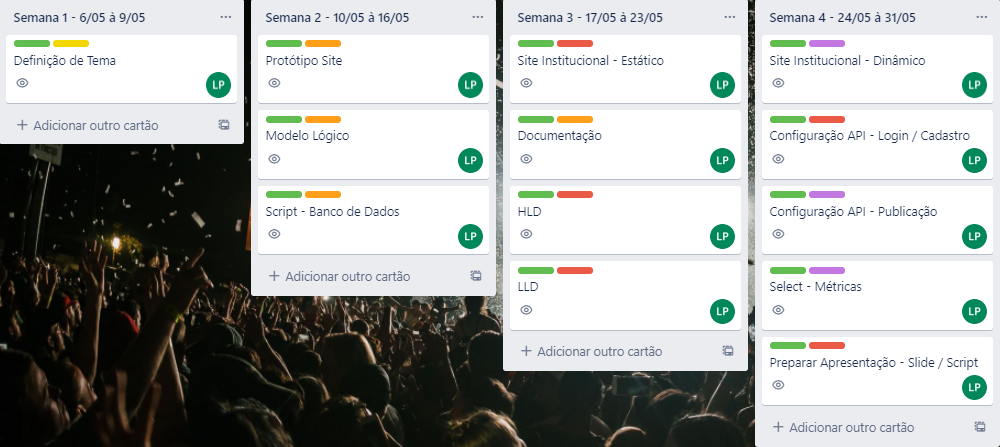 Semana 1 - 6/05 à 9/05
Definição de Tema
LP
Adicionar outro cartão
Semana 2 - 10/05 à 16/05
Protótipo Site
LP
Modelo Lógico
LP
Script - Banco de Dados
LP
Adicionar outro cartão
Semana 3 - 17/05 à 23/05
Site Institucional - Estático
LP
Documentação
LP
HLD
LP
LLD
LP
Adicionar outro cartão
Semana 4 - 24/05 à 31/05
Site Institucional - Dinâmico
LP
Configuração API - Login / Cadastro
LP
Configuração API - Publicação
LP
Select - Métricas
LP
Preparar Apresentação - Slide / Script
LP
Adicionar outro cartão